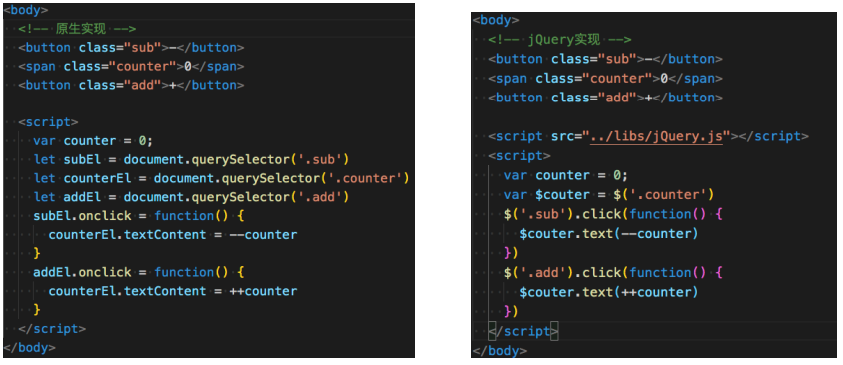 <body>
<!-- 原生实现 -->
<button class="sub">-</button>
<span class="counter">0</span>
<button class="add">+</button>
<script>
var counter = 0;
let subEl = document.querySelector('.sub')
let counterEl = document.querySelector('.counter')
let addEl = document.querySelector('.add')
subEl.onclick = function() {
counterEl.textContent = --counter
}
addEl.onclick = function() {
counterEl.textContent = ++counter
}
</script>
</body>
<body>
<!-- jQuery实现 -->
<button class="sub">-</button>
<span class="counter">0</span>
<button class="add">+</button>
<script src="../libs/jQuery.js"></script>
<script>
var counter = 0;
var $couter = $('.counter')
$('.sub').click(function() {
$couter.text(--counter)
})
$('.add').click(function() {
$couter.text(++counter)
})
</script>
</body>